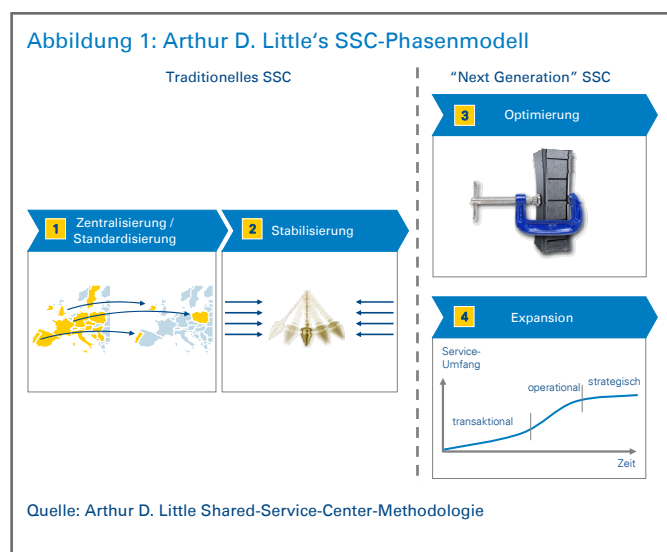 Abbildung 1: Arthur D. Little's SSC-Phasenmodell
Traditionelles SSC
“Next Generation” SSC
3 Optimierung
1 Zentralisierung /
Standardisierung
2 Stabilisierung
4 Expansion
Service-
Umfang
strategisch
operational
transaktional
Zeit
Quelle: Arthur D. Little Shared-Service-Center-Methodologie